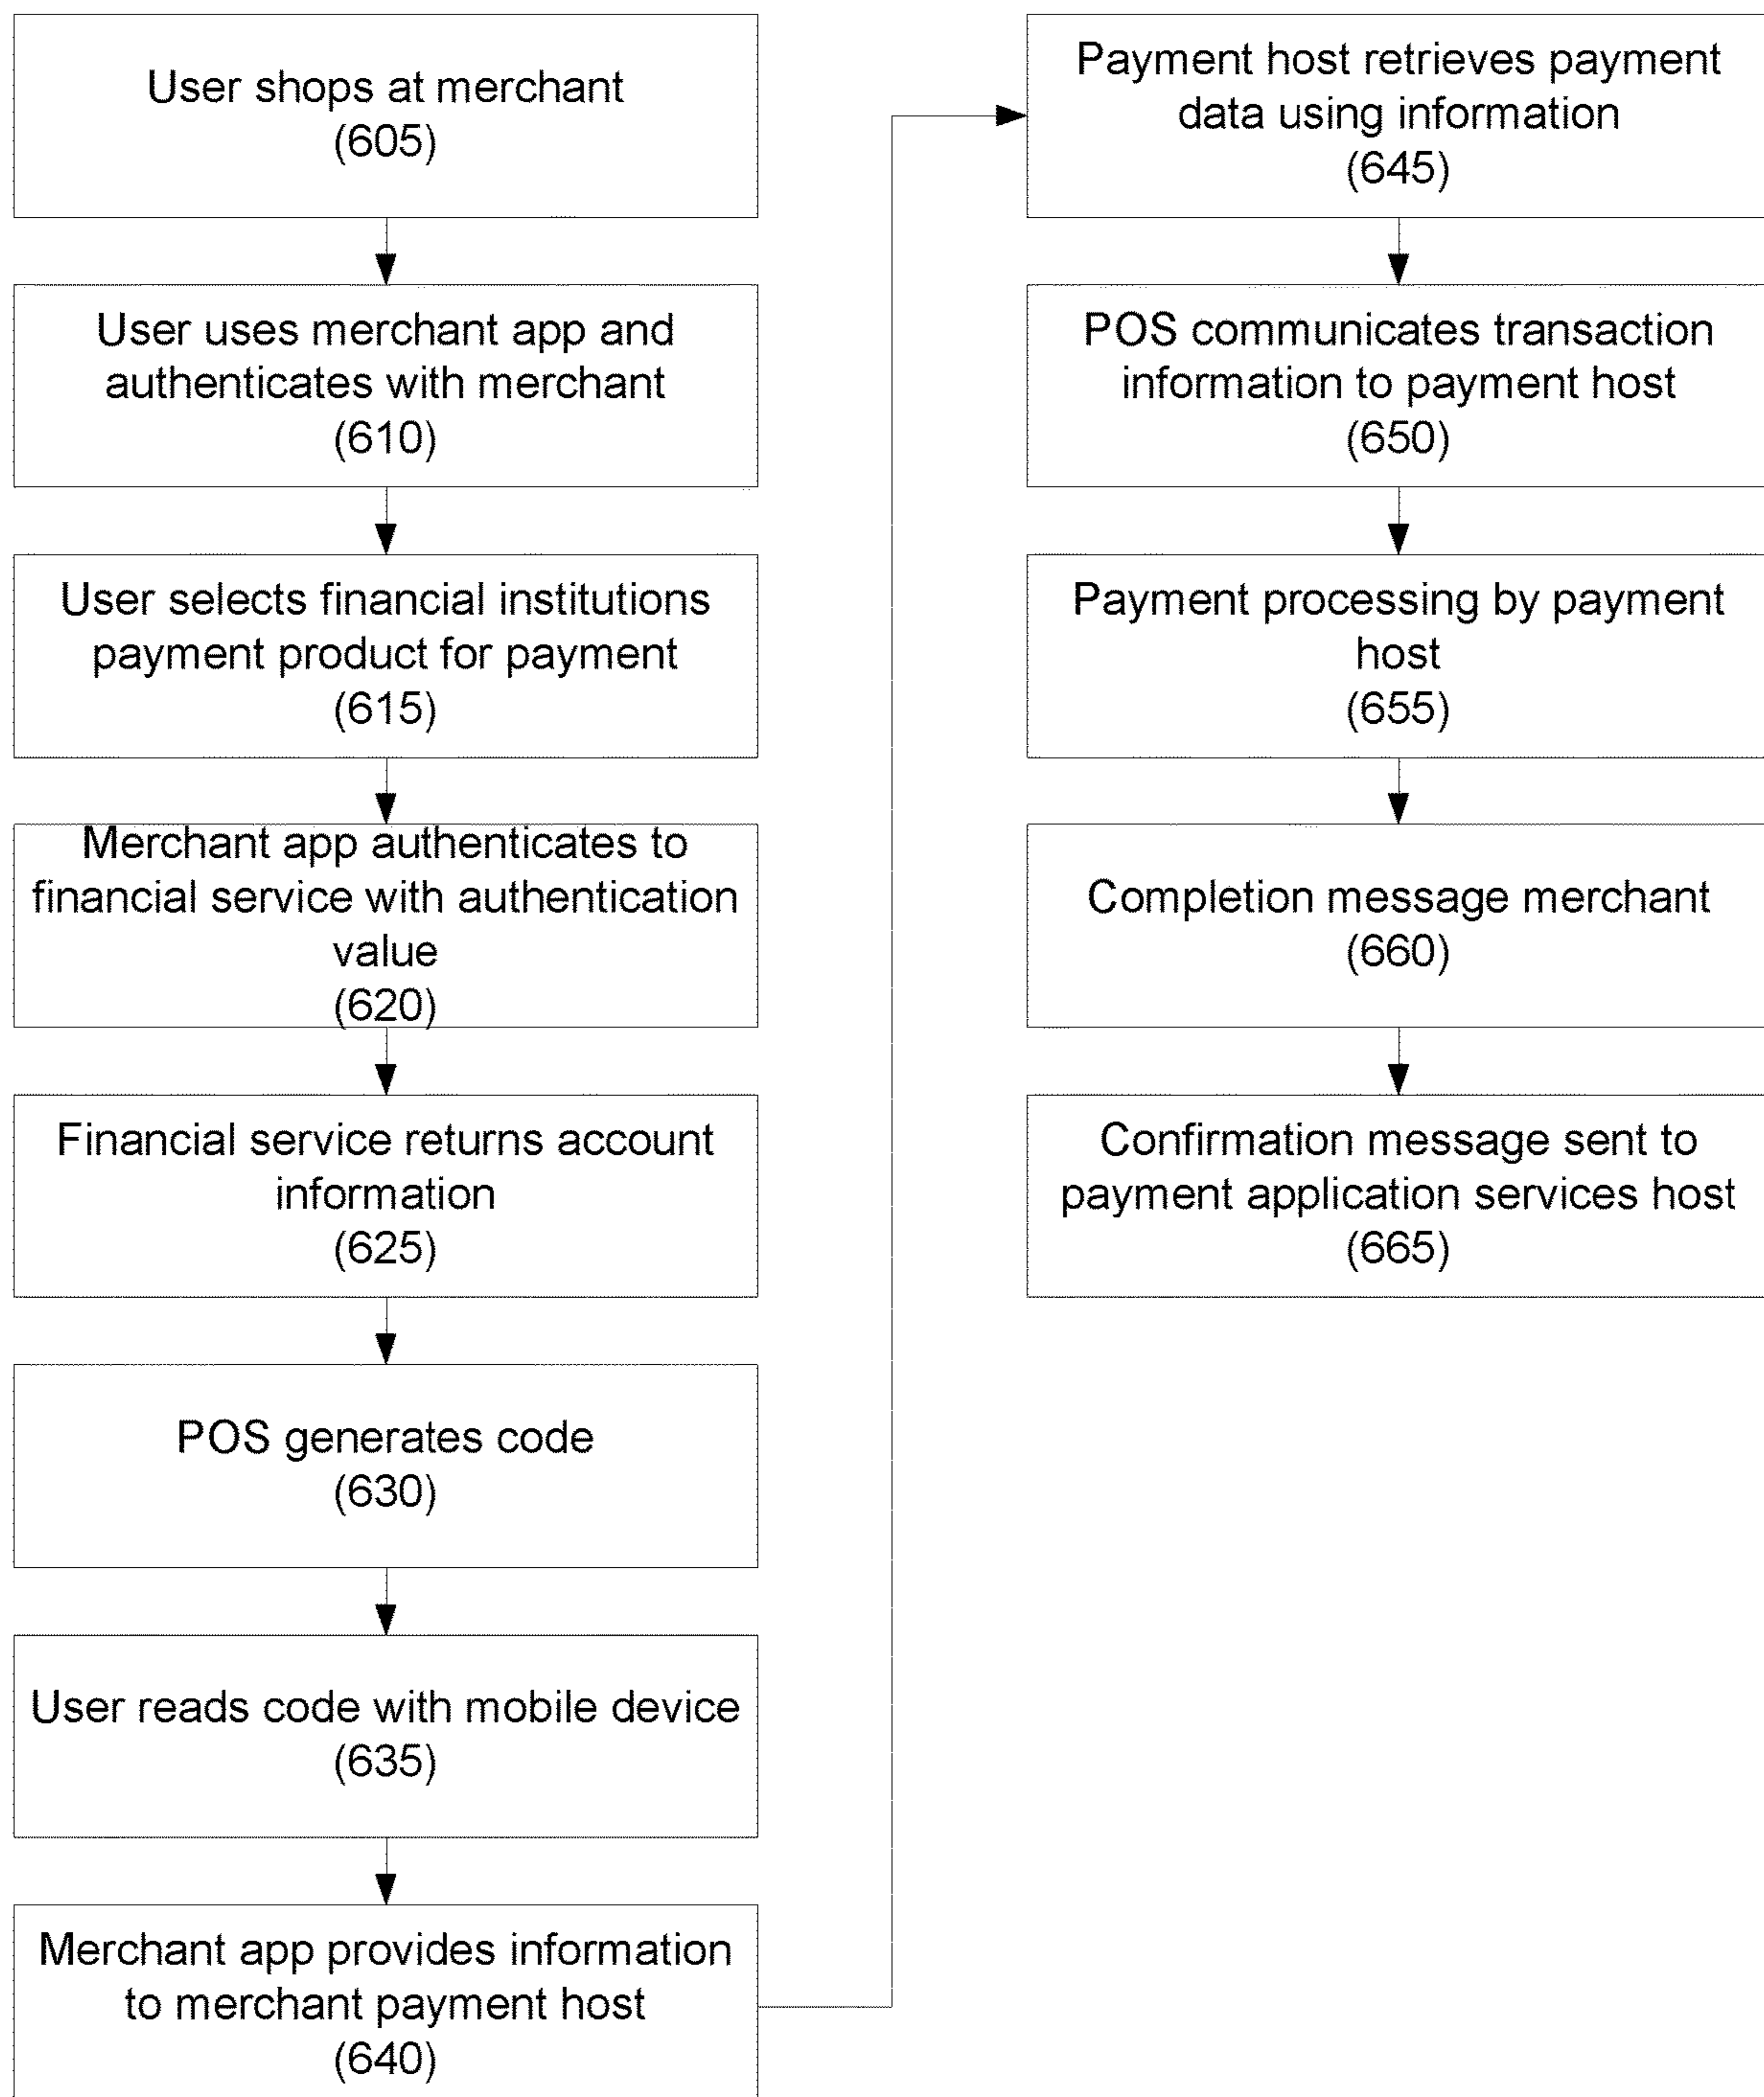 User shops at merchant
(605)
User uses merchant app and
authenticates with merchant
(610)
User selects financial institutions
payment product for payment
(615)
Merchant app authenticates to
financial service with authentication
value
(620)
Financial service returns account
information
(625)
POS generates code
(630)
User reads code with mobile device
(635)
Merchant app provides information
to merchant payment host
(640)
Payment host retrieves payment
data using information
(645)
POS communicates transaction
information to payment host
(650)
Payment processing by payment
host
(655)
Completion message merchant
(660)
Confirmation message sent to
payment application services host
(665)